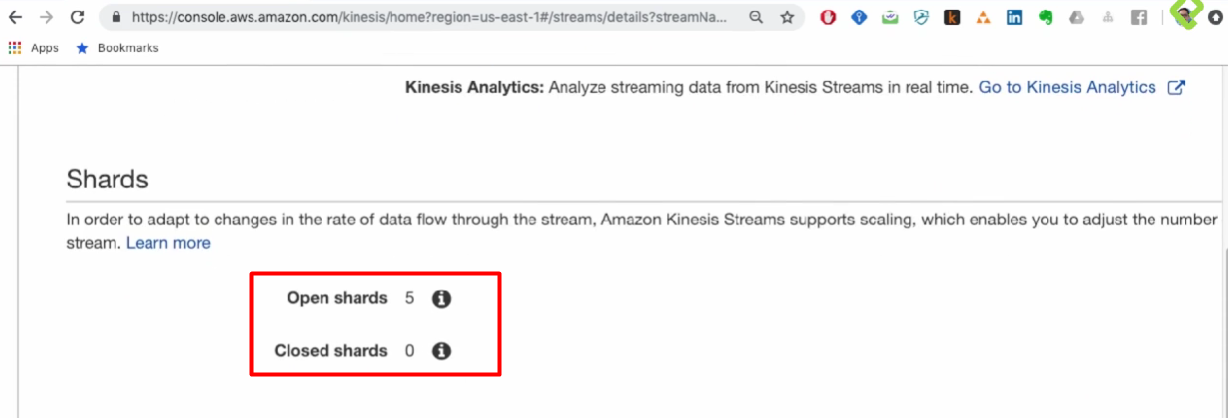 https://console.aws.amazon.com/kinesis/home?region=us-east-1#/streams/details?streamNa...
Apps Bookmarks
Kinesis Analytics: Analyze streaming data from Kinesis Streams in real time. Go to Kinesis Analytics
Shards
In order to adapt to changes in the rate of data flow through the stream, Amazon Kinesis Streams supports scaling, which enables you to adjust the number
stream. Learn more
Open shards 5
Closed shards 0